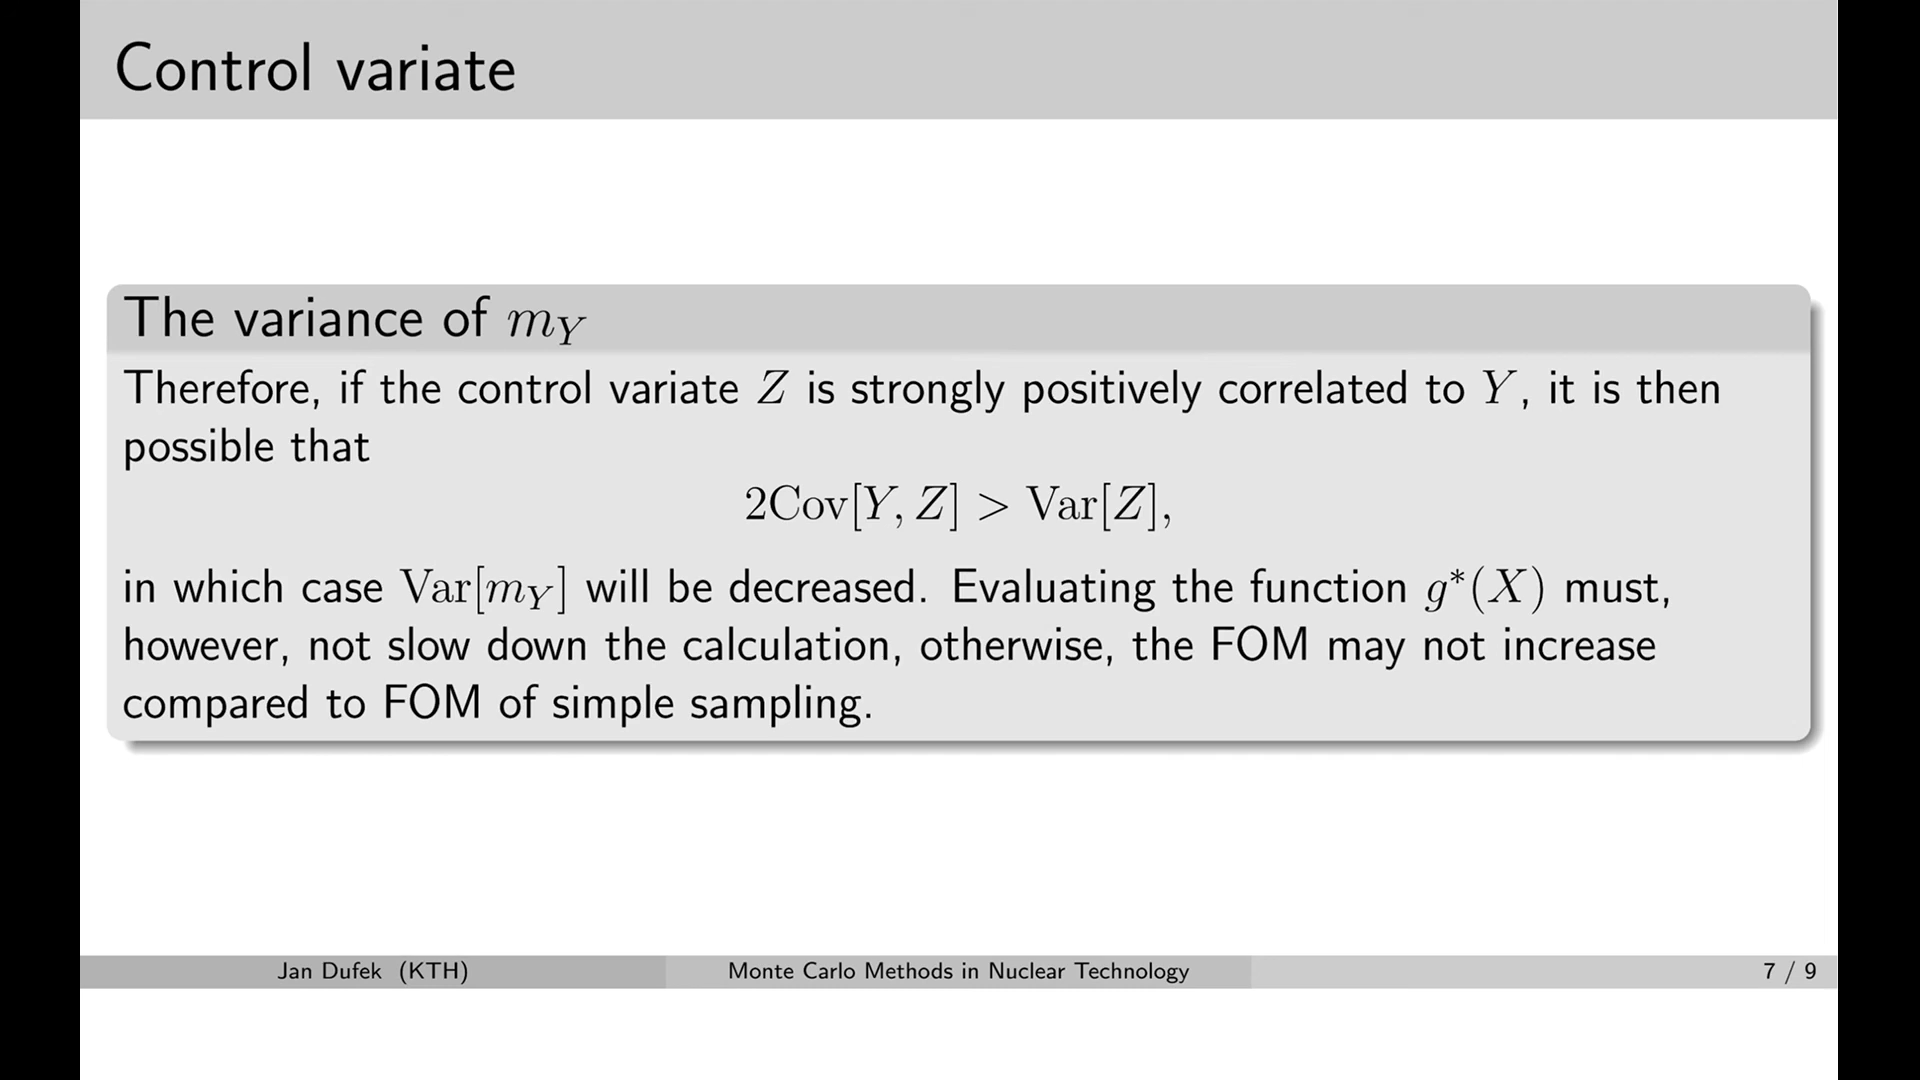 Control variate
The variance of m_Y
Therefore, if the control variate Z is strongly positively correlated to Y, it is then
possible that
2Cov[Y, Z] > Var[Z],
in which case Var[m_Y] will be decreased. Evaluating the function g*(X) must,
however, not slow down the calculation, otherwise, the FOM may not increase
compared to FOM of simple sampling.
Jan Dufek (KTH)
Monte Carlo Methods in Nuclear Technology
7 / 9